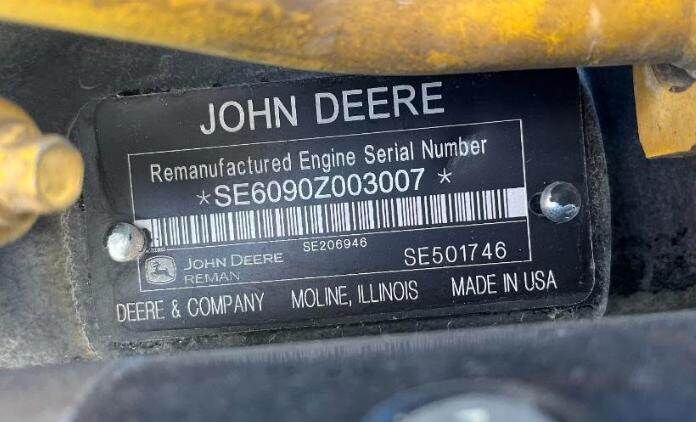 JOHN DEERE
Remanufactured Engine Serial Number
*SE6090Z003007*
SE206946
JOHN DEERE
REMAN
SE501746
DEERE & COMPANY MOLINE, ILLINOIS MADE IN USA